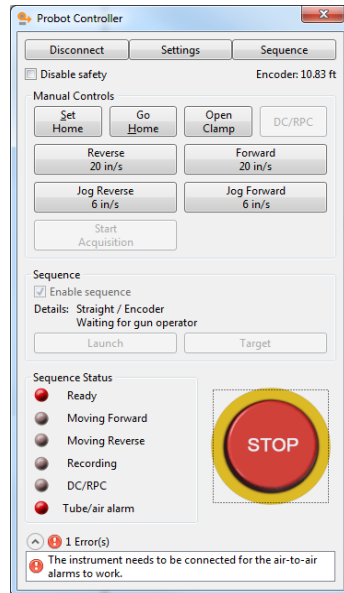 Probot Controller
Disconnect
Settings
Sequence
Disable safety
Encoder: 10.83 ft
Manual Controls
Set
Home
Go
Home
Open
Clamp
DC/RPC
Reverse
20 in/s
Forward
20 in/s
Jog Reverse
6 in/s
Jog Forward
6 in/s
Start
Acquisition
Sequence
Enable sequence
Details: Straight / Encoder
Waiting for gun operator
Launch
Target
Sequence Status
Ready
Moving Forward
Moving Reverse
Recording
DC/RPC
Tube/air alarm
STOP
1 Error(s)
The instrument needs to be connected for the air-to-air
alarms to work.